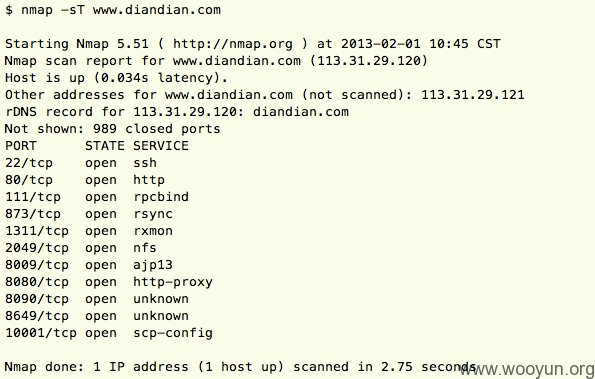 $ nmap -sT www.diandian.com
Starting Nmap 5.51 ( http://nmap.org ) at 2013-02-01 10:45 CST
Nmap scan report for www.diandian.com (113.31.29.120)
Host is up (0.034s latency).
Other addresses for www.diandian.com (not scanned): 113.31.29.121
rDNS record for 113.31.29.120: diandian.com
Not shown: 989 closed ports
PORT STATE SERVICE
22/tcp open ssh
80/tcp open http
111/tcp open rpcbind
873/tcp open rsync
1311/tcp open rxmon
2049/tcp open nfs
8009/tcp open ajp13
8080/tcp open http-proxy
8090/tcp open unknown
8649/tcp open unknown
10001/tcp open scp-config
Nmap done: 1 IP address (1 host up) scanned in 2.75 seconds
www.wooyun.org